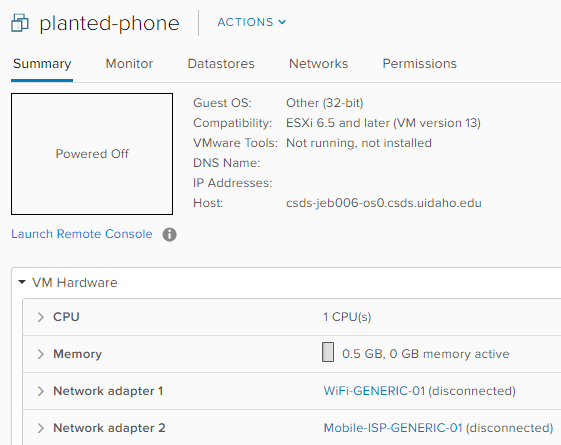 planted-phone ACTIONS
Summary Monitor Datastores Networks Permissions
Powered Off
Guest OS: Other (32-bit)
Compatibility: ESXi 6.5 and later (VM version 13)
VMware Tools: Not running, not installed
DNS Name:
IP Addresses:
Host: csds-jeb006-os0.csds.uidaho.edu
Launch Remote Console
VM Hardware
CPU 1 CPU(s)
Memory 0.5 GB, 0 GB memory active
Network adapter 1 WiFi-GENERIC-01 (disconnected)
Network adapter 2 Mobile-ISP-GENERIC-01 (disconnected)